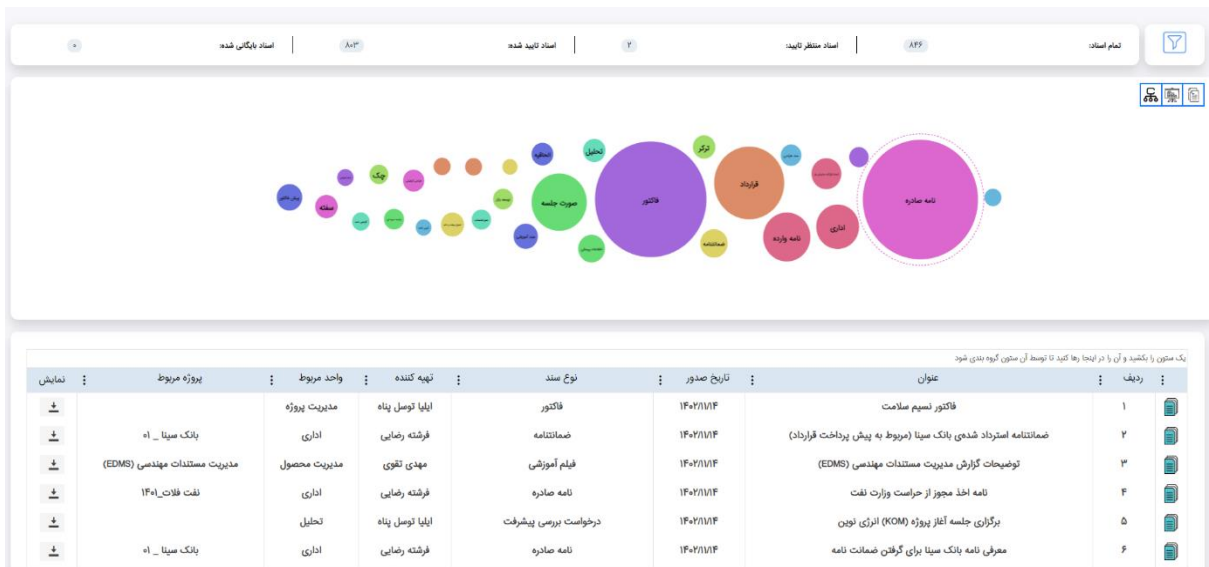 تمام اسناد: ۸۴۶ اسناد منتظر تایید: ۲ اسناد تایید شده: ۸۰۳ اسناد بایگانی شده: ۰
تحلیل
الحاقیه
ترکر
چک
قرارداد
فاکتور
صورت جلسه
نامه صادره
سفته
پیش فاکتور
اداری
نامه وارده
ضمانتنامه
یک ستون را بکشید و آن را در اینجا رها کنید تا توسط آن ستون گروه بندی شود
ردیف عنوان تاریخ صدور نوع سند تهیه کننده واحد مربوط پروژه مربوط نمایش
۱ فاکتور نسیم سلامت ۱۴۰۲/۱۱/۱۴ فاکتور ایلیا توسل پناه مدیریت پروژه
۲ ضمانتنامه استرداد شده‌ی بانک سینا (مربوط به پیش پرداخت قرارداد) ۱۴۰۲/۱۱/۱۴ ضمانتنامه فرشته رضایی اداری بانک سینا _ ۰۱
۳ توضیحات گزارش مدیریت مستندات مهندسی (EDMS) ۱۴۰۲/۱۱/۱۴ فیلم آموزشی مهدی تقوی مدیریت محصول مدیریت مستندات مهندسی (EDMS)
۴ نامه اخذ مجوز از حراست وزارت نفت ۱۴۰۲/۱۱/۱۴ نامه صادره فرشته رضایی اداری نفت فلات_۱۴۰۱
۵ برگزاری جلسه آغاز پروژه (KOM) انرژی نوین ۱۴۰۲/۱۱/۱۴ درخواست بررسی پیشرفت ایلیا توسل پناه تحلیل
۶ معرفی نامه بانک سینا برای گرفتن ضمانت نامه ۱۴۰۲/۱۱/۱۴ نامه صادره فرشته رضایی اداری بانک سینا _ ۰۱